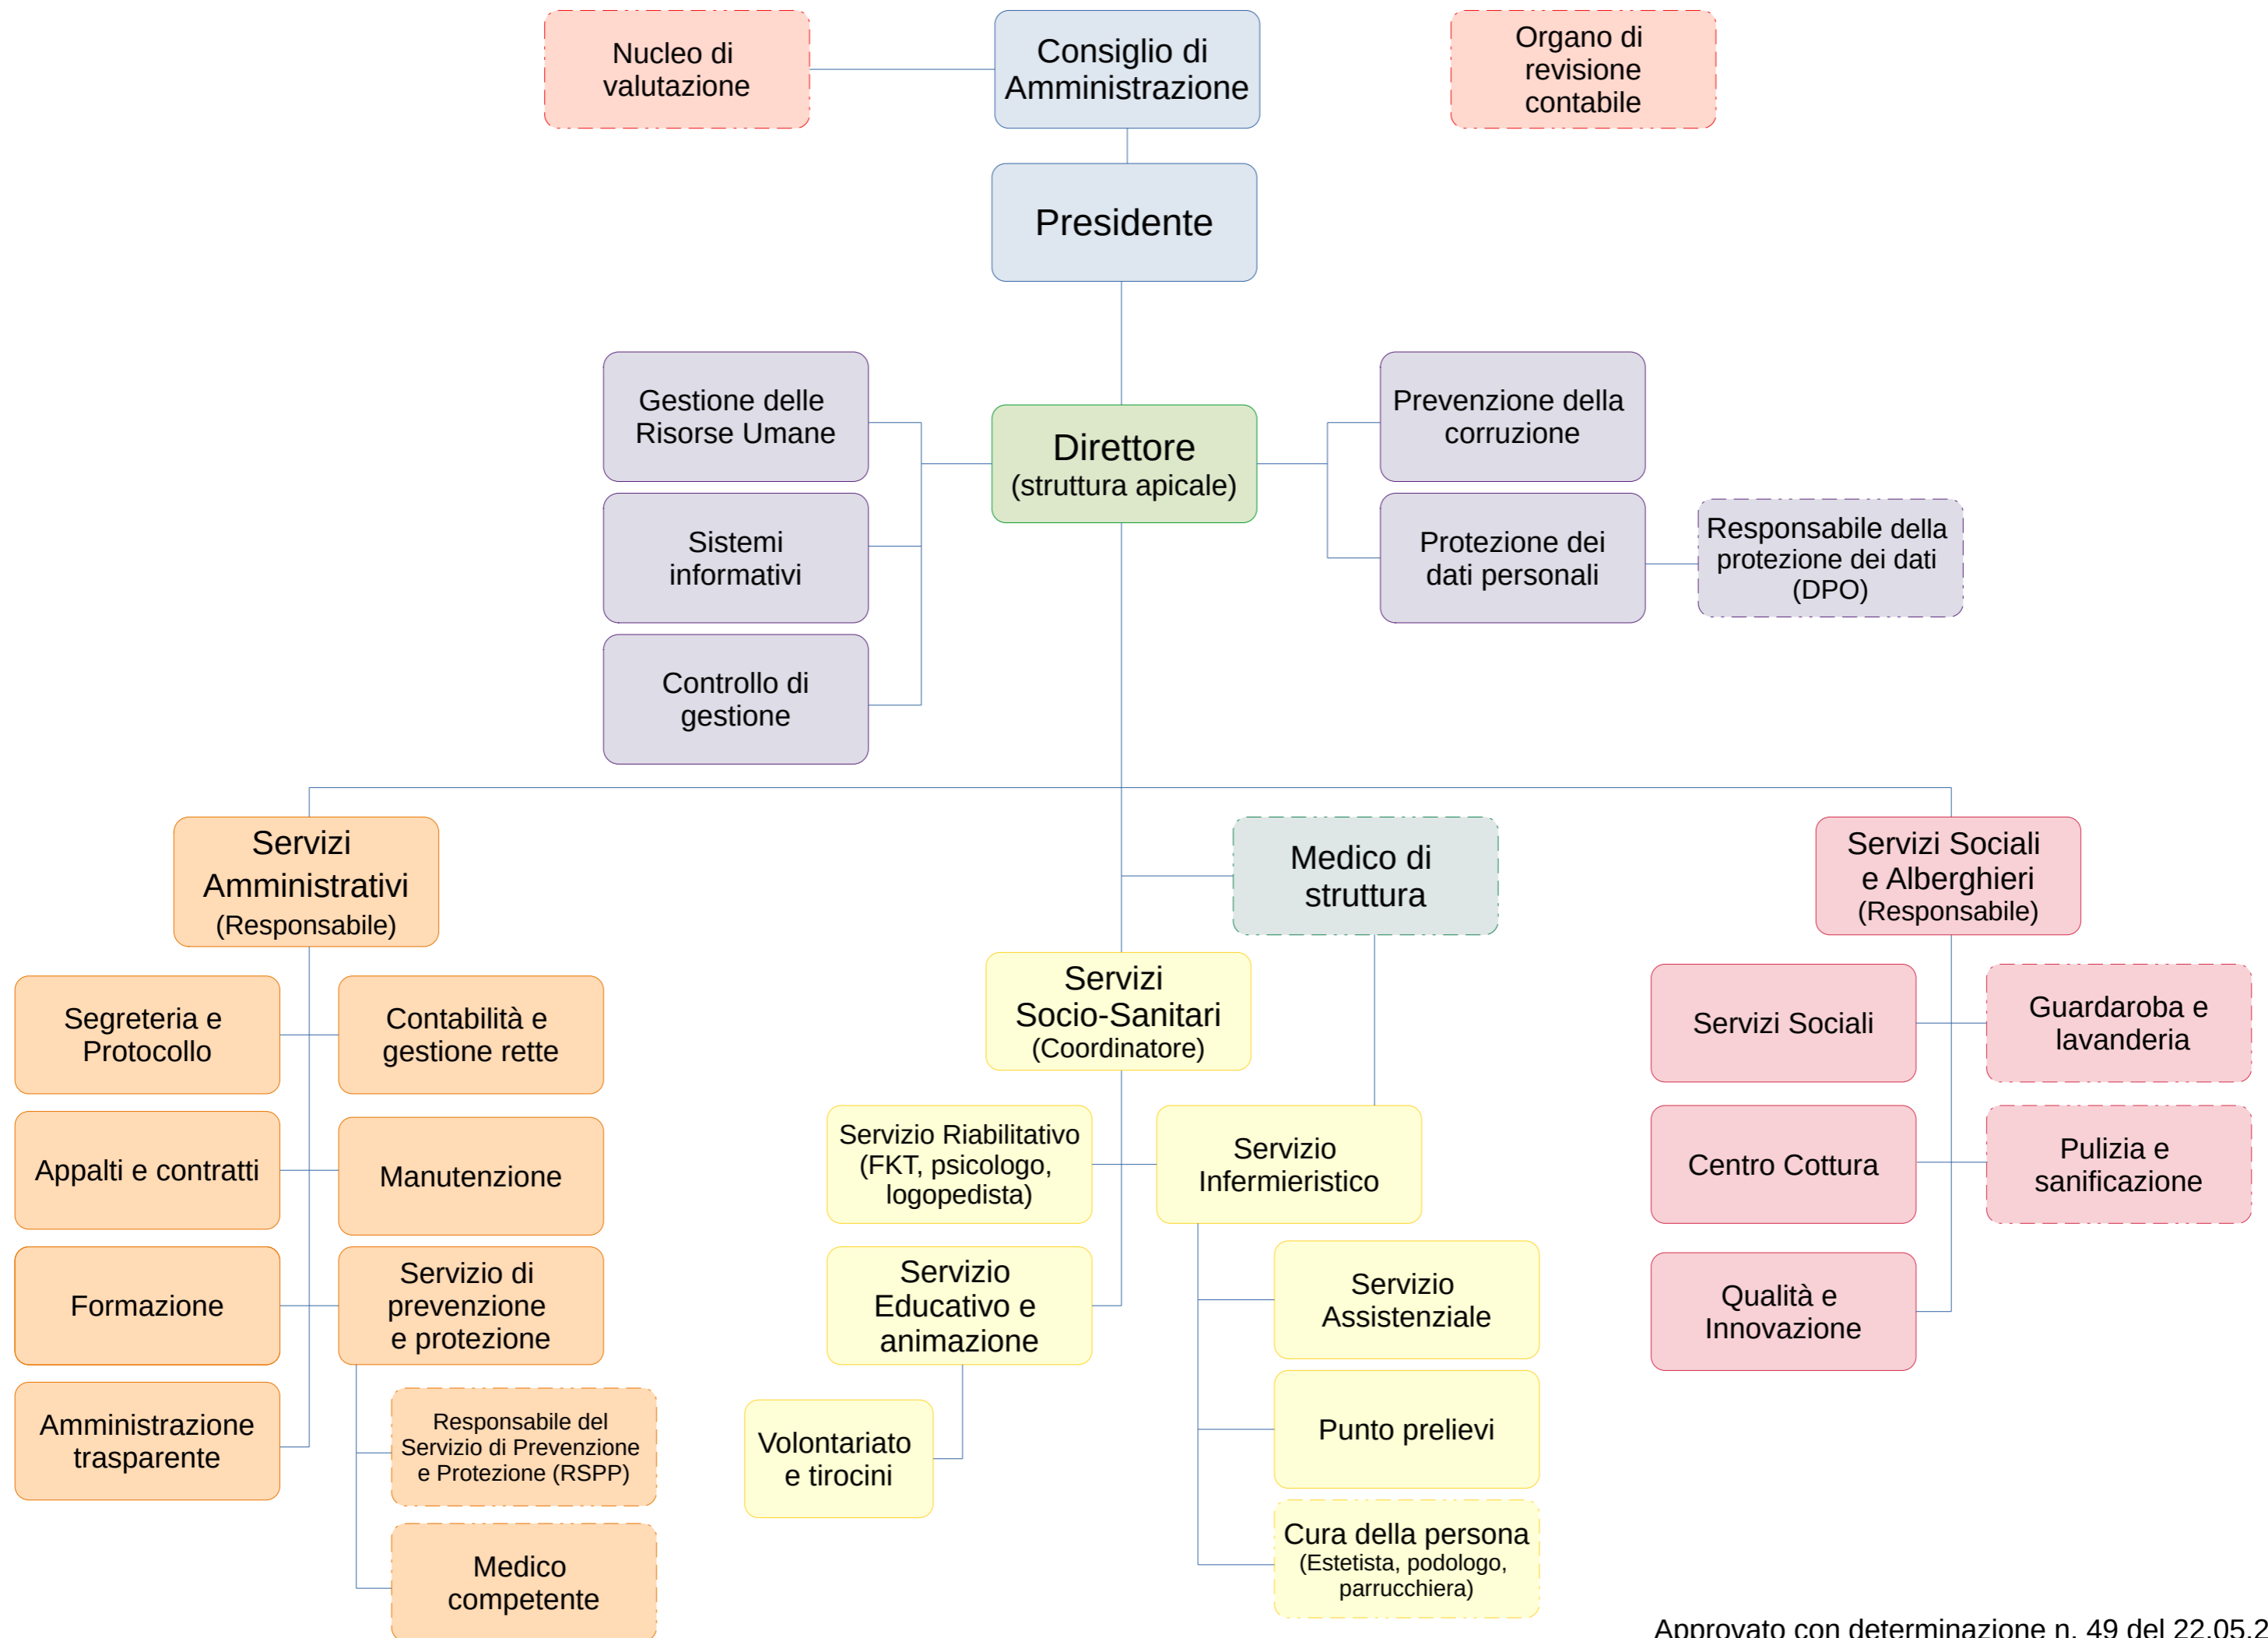 Nucleo di
valutazione
Consiglio di
Amministrazione
Organo di
revisione
contabile
Presidente
Gestione delle
Risorse Umane
Direttore
(struttura apicale)
Prevenzione della
corruzione
Sistemi
informativi
Protezione dei
dati personali
Responsabile della
protezione dei dati
(DPO)
Controllo di
gestione
Servizi
Amministrativi
(Responsabile)
Medico di
struttura
Servizi Sociali
e Alberghieri
(Responsabile)
Servizi
Socio-Sanitari
(Coordinatore)
Segreteria e
Protocollo
Contabilità e
gestione rette
Appalti e contratti
Manutenzione
Formazione
Servizio di
prevenzione
e protezione
Amministrazione
trasparente
Responsabile del
Servizio di Prevenzione
e Protezione (RSPP)
Medico
competente
Servizio Riabilitativo
(FKT, psicologo,
logopedista)
Servizio
Infermieristico
Servizio
Educativo e
animazione
Volontariato
e tirocini
Servizio
Assistenziale
Punto prelievi
Cura della persona
(Estetista, podologo,
parrucchiera)
Servizi Sociali
Guardaroba e
lavanderia
Centro Cottura
Pulizia e
sanificazione
Qualità e
Innovazione
Approvato con determinazione n. 49 del 22.05.2